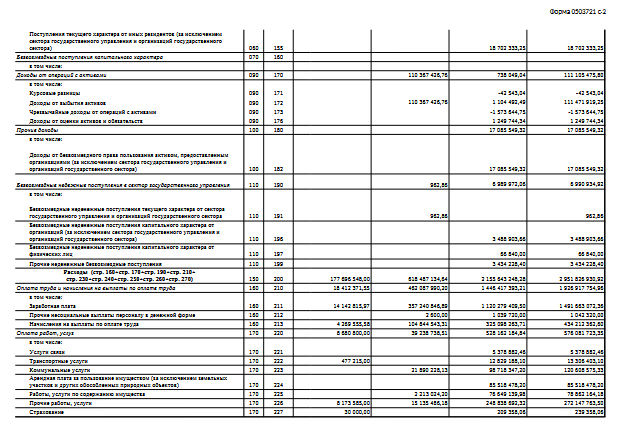 Форма 0503721 с-2
Поступления текущего характера от иных резидентов (за исключением
сектора государственного управления и организаций государственного
сектора) 060 155 18 702 333,25 18 702 333,25
Безвозмездные поступления капитального характера 070 160
в том числе:
Доходы от операций с активами 090 170 110 367 426,76 738 049,04 111 105 475,80
в том числе:
Курсовые разницы 090 171 -42 543,04 -42 543,04
Доходы от выбытия активов 090 172 110 367 426,76 1 104 492,49 111 471 919,25
Чрезвычайные доходы от операций с активами 090 173 -1 573 644,75 -1 573 644,75
Доходы от оценки активов и обязательств 090 176 1 249 744,34 1 249 744,34
Прочие доходы 100 180 17 085 549,32 17 085 549,32
в том числе:
Доходы от безвозмездного права пользования активом, предоставленным
организациями (за исключением сектора государственного управления и
организаций государственного сектора) 100 182 17 085 549,32 17 085 549,32
Безвозмездные неденежные поступления в сектор государственного управления 110 190 962,86 6 989 972,06 6 990 934,92
в том числе:
Безвозмездные неденежные поступления текущего характера от сектора
государственного управления и организаций государственного сектора 110 191 962,86 962,86
Безвозмездные неденежные поступления капитального характера от
организаций (за исключением сектора государственного управления и
организаций государственного сектора) 110 196 3 488 903,66 3 488 903,66
Безвозмездные неденежные поступления капитального характера от
физических лиц 110 197 66 840,00 66 840,00
Прочие неденежные безвозмездные поступления 110 199 3 434 228,40 3 434 228,40
Расходы (стр. 160+стр. 170+стр. 190+стр. 210+
стр. 230+стр. 240+стр. 250+стр. 260+стр. 270) 150 200 177 696 548,00 618 487 134,64 2 155 643 248,28 2 951 826 930,92
Оплата труда и начисления на выплаты по оплате труда 160 210 18 412 371,55 462 087 990,20 1 446 417 393,21 1 926 917 754,96
в том числе:
Заработная плата 160 211 14 142 815,97 357 240 846,89 1 120 279 409,50 1 491 663 072,36
Прочие несоциальные выплаты персоналу в денежной форме 160 212 2 600,00 1 039 720,00 1 042 320,00
Начисления на выплаты по оплате труда 160 213 4 269 555,58 104 844 543,31 325 098 263,71 434 212 362,60
Оплата работ, услуг 170 220 8 680 800,00 39 238 738,51 528 162 184,84 576 081 723,35
в том числе:
Услуги связи 170 221 5 378 882,46 5 378 882,46
Транспортные услуги 170 222 477 215,00 12 829 188,10 13 306 403,10
Коммунальные услуги 170 223 21 890 228,13 98 718 347,20 120 608 575,33
Арендная плата за пользование имуществом (за исключением земельных
участков и других обособленных природных объектов) 170 224 85 518 478,20 85 518 478,20
Работы, услуги по содержанию имущества 170 225 2 213 024,20 76 649 139,98 78 862 164,18
Прочие работы, услуги 170 226 8 173 585,00 15 135 486,18 248 838 692,32 272 147 763,50
Страхование 170 227 30 000,00 209 358,06 239 358,06